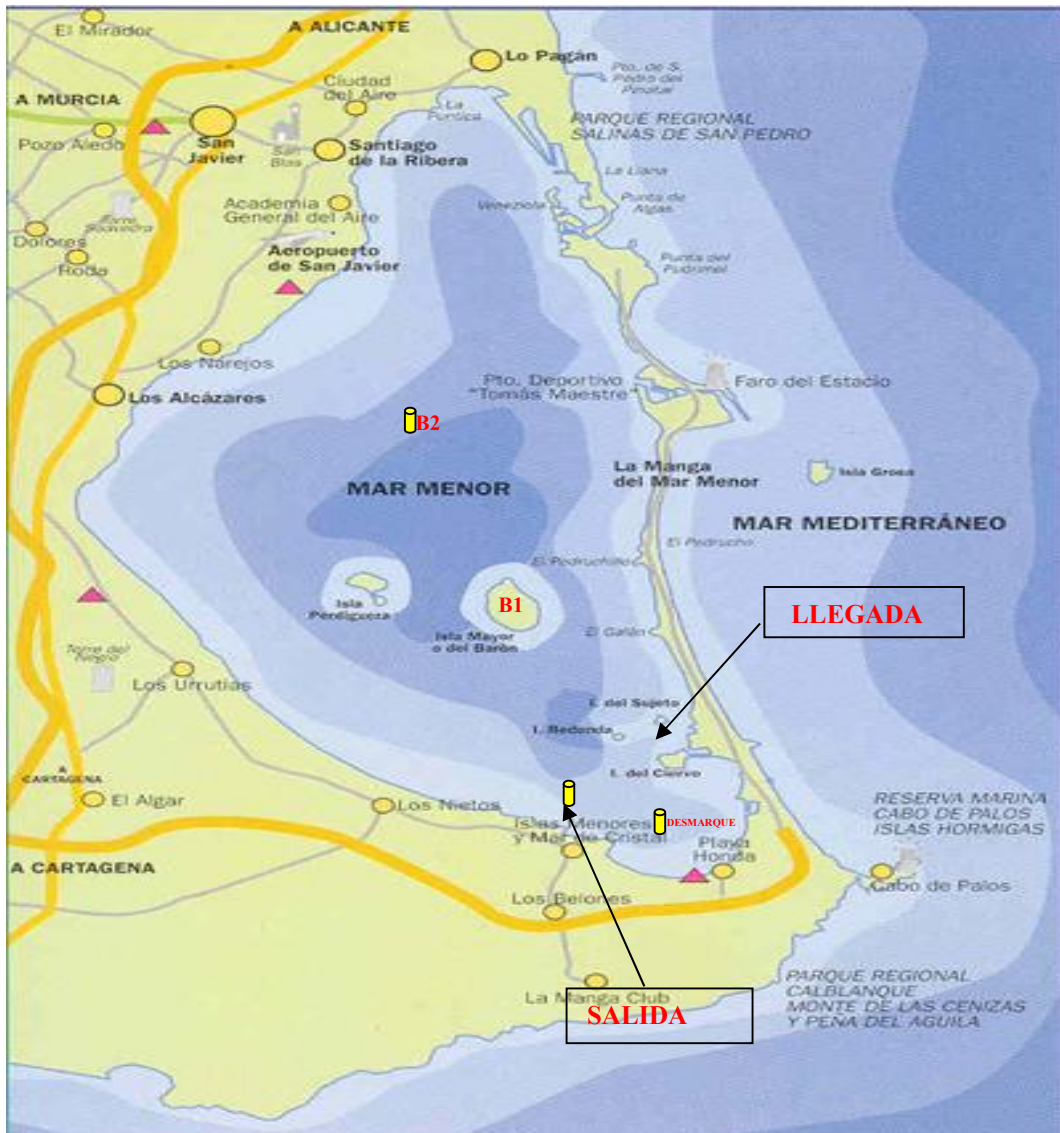 A ALICANTE
El Mirador
Lo Pagán
Pto. de S.
Pedro del
Pinatar
Ciudad
del Aire
A MURCIA
La
Puntica
PARQUE REGIONAL
SALINAS DE SAN PEDRO
Pozo Aledo
San
Javier
San
Blas
Santiago
de la Ribera
La Llana
Academia
General del Aire
Veneziola
Punta de
Algas
Torre
Saavedra
Dolores
Roda
Aeropuerto
de San Javier
Punta del
Pudrimel
Los Narejos
Pto. Deportivo
"Tomás Maestre"
Faro del Estacio
Los Alcázares
B2
La Manga
del Mar Menor
Isla Grosa
MAR MENOR
MAR MEDITERRÁNEO
El Pedrucho
El Pedruchillo
Isla
Perdiguera
B1
LLEGADA
Isla Mayor
o del Barón
El Galán
Torre del
Negro
Los Urrutias
I. del Sujeto
I. Redonda
A
CARTAGENA
I. del Ciervo
El Algar
Los Nietos
RESERVA MARINA
CABO DE PALOS
ISLAS HORMIGAS
Islas Menores
y Mar de Cristal
DESMARQUE
Playa
Honda
A CARTAGENA
Cabo de Palos
Los Belones
PARQUE REGIONAL
CALBLANQUE
MONTE DE LAS CENIZAS
Y PEÑA DEL AGUILA
La Manga Club
SALIDA